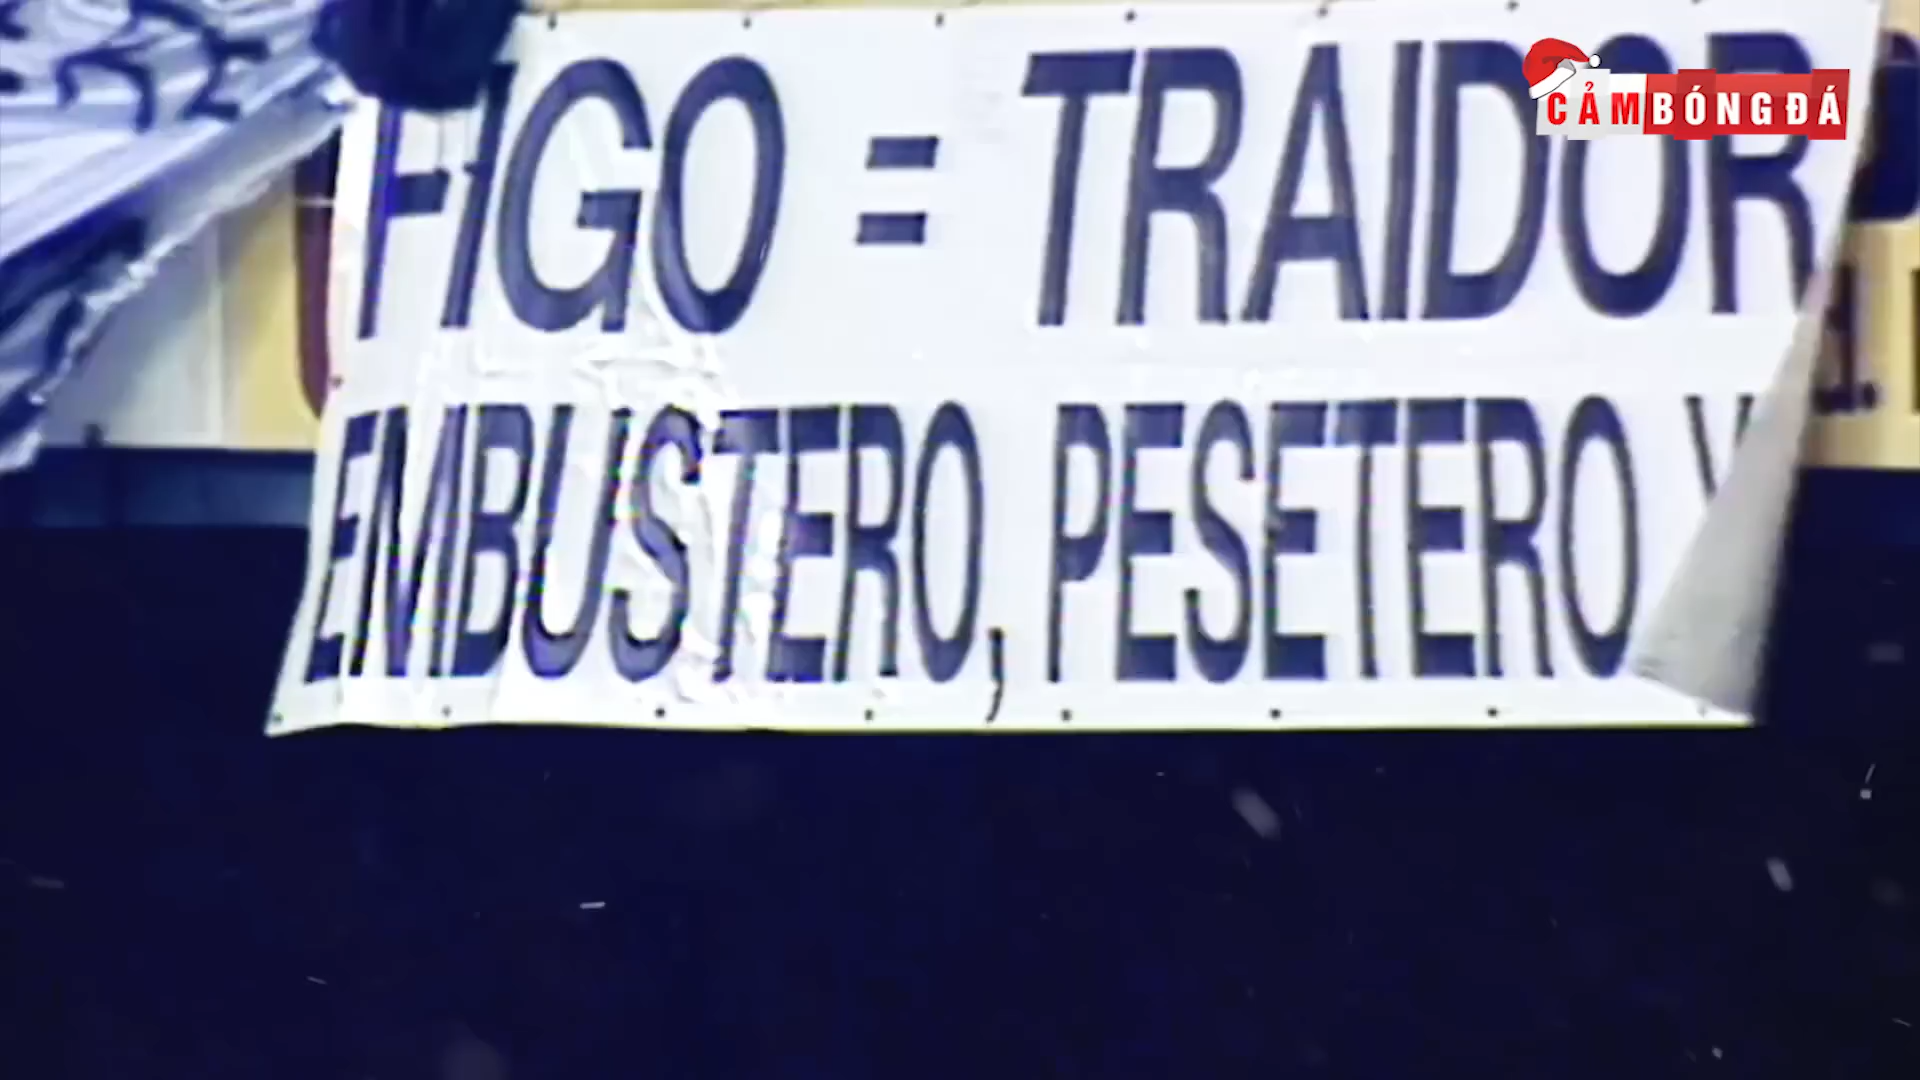 FIGO = TRAIDOR
EMBUSTERO, PESETERO Y
CẢMBÓNGĐÁ